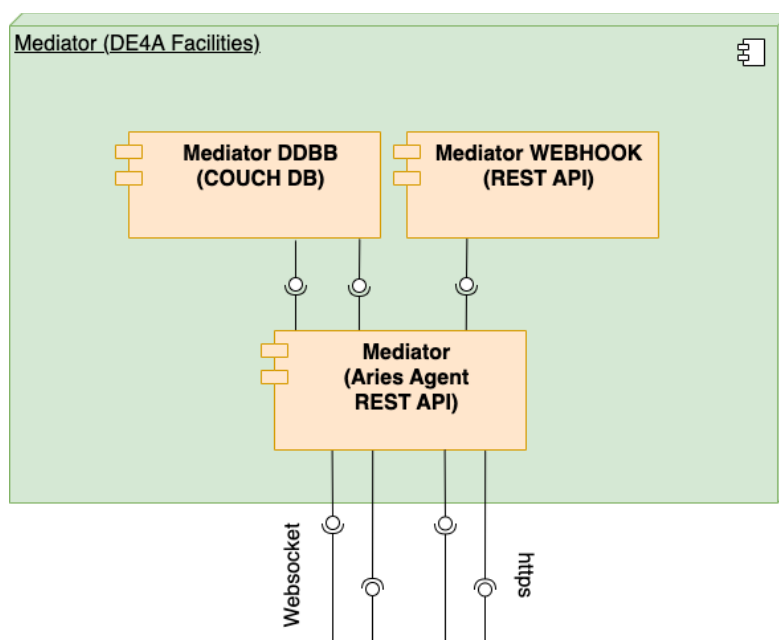 Mediator (DE4A Facilities)
Mediator DDBB
(COUCH DB)
Mediator WEBHOOK
(REST API)
Mediator
(Aries Agent
REST API)
Websocket
https